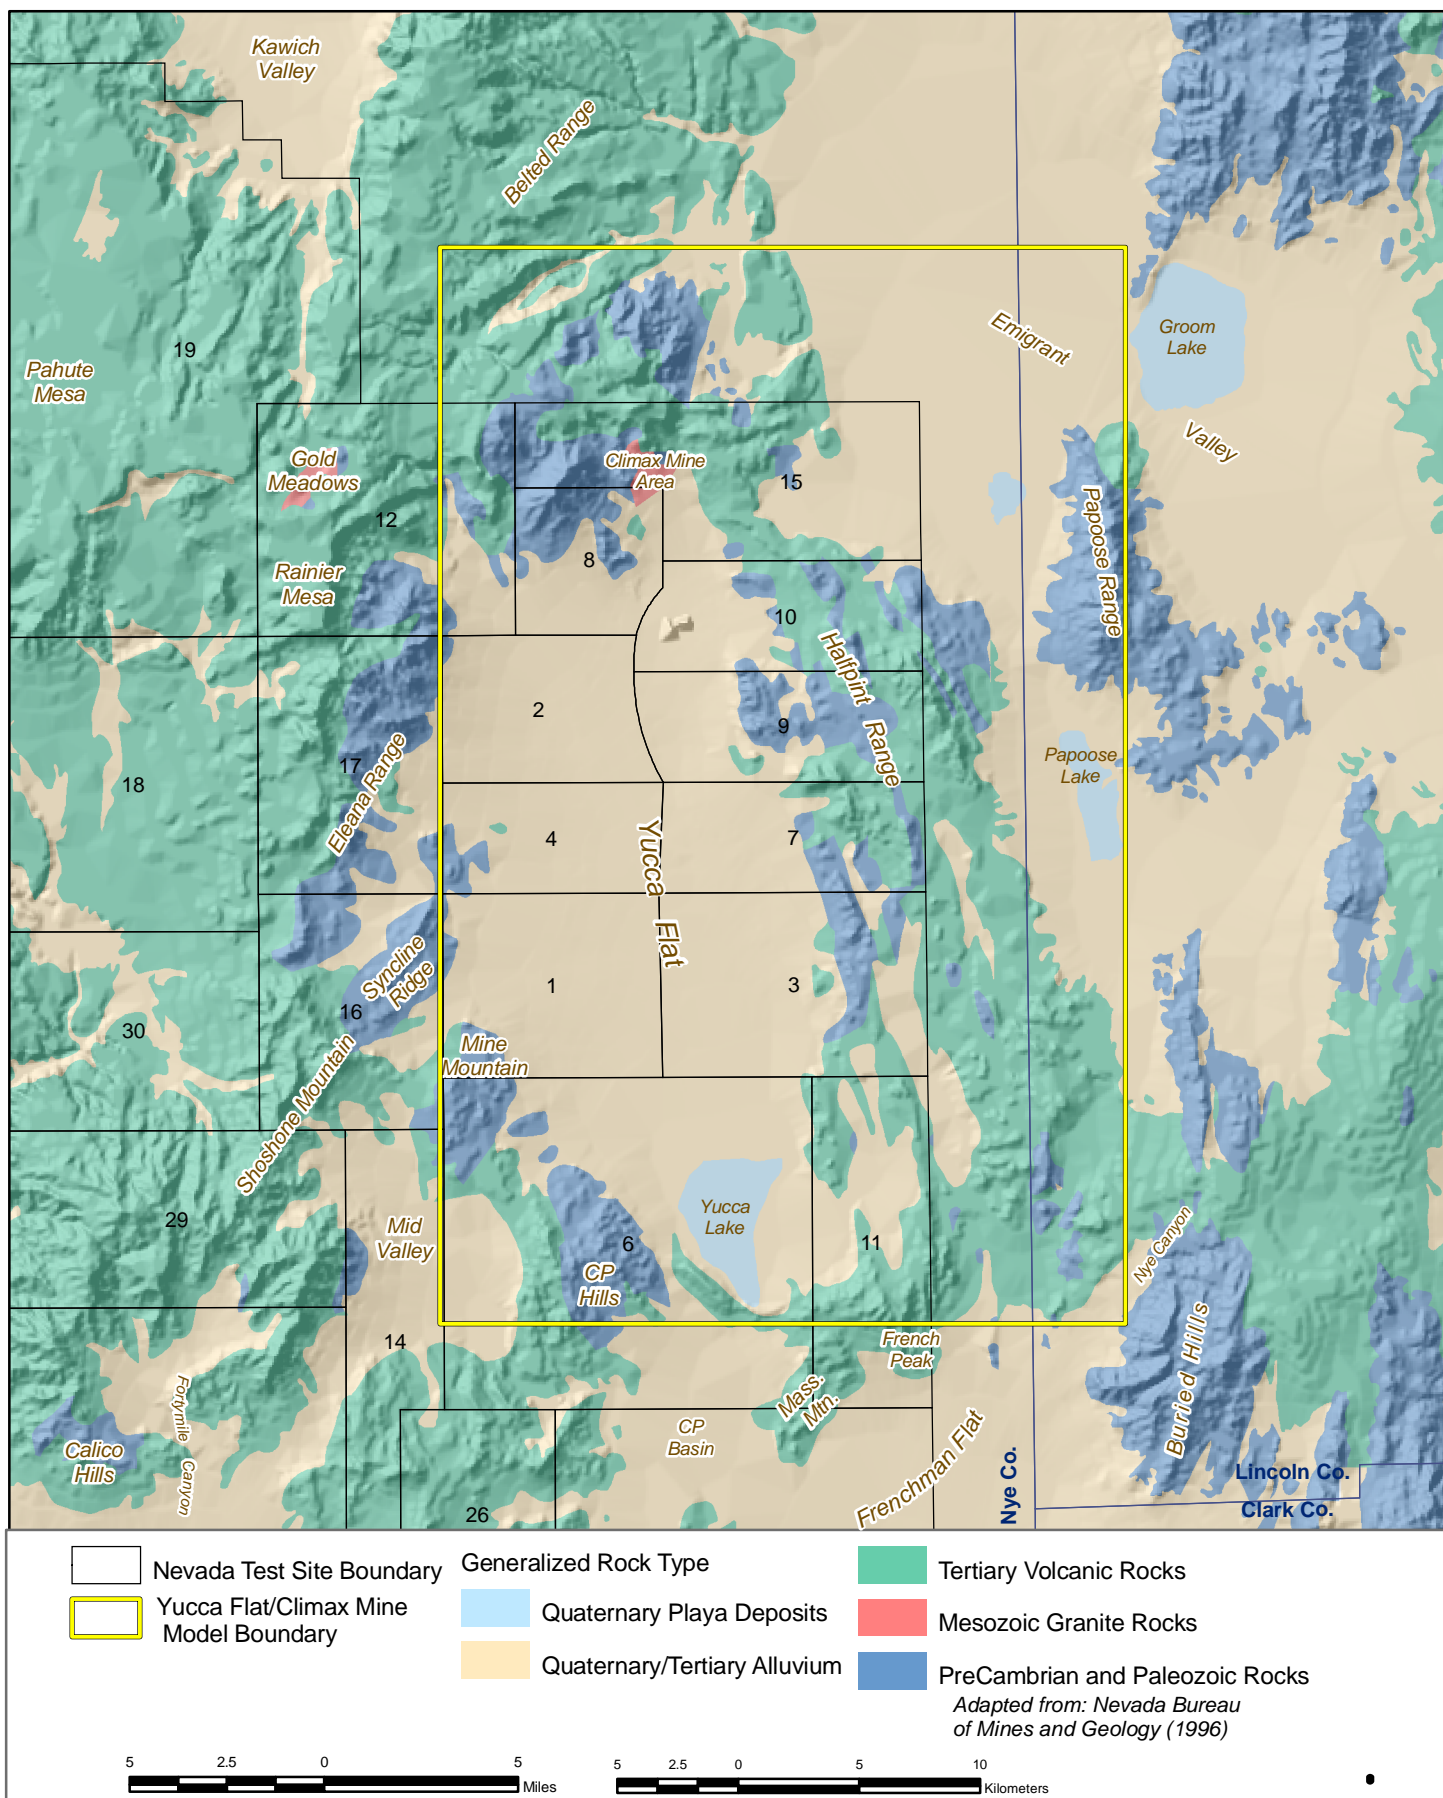 Kawich
Valley
Belted Range
19
Pahute
Mesa
Emigrant
Groom
Lake
Valley
Gold
Meadows
Climax Mine
Area
15
12
Papoose Range
8
Rainier
Mesa
10
Halfpint Range
2
9
17
18
Eleana Range
Papoose
Lake
4
7
Yucca Flat
Syncline
Ridge
1
3
16
30
Mine
Mountain
Shoshone Mountain
Yucca
Lake
29
Mid
Valley
6
11
Nye Canyon
CP
Hills
14
French
Peak
Buried Hills
Mass.
Mtn.
Fortymile Canyon
Calico
Hills
CP
Basin
Frenchman Flat
Nye Co.
Lincoln Co.
Clark Co.
26
Nevada Test Site Boundary
Yucca Flat/Climax Mine
Model Boundary
Generalized Rock Type
Quaternary Playa Deposits
Quaternary/Tertiary Alluvium
Tertiary Volcanic Rocks
Mesozoic Granite Rocks
PreCambrian and Paleozoic Rocks
Adapted from: Nevada Bureau
of Mines and Geology (1996)
5 2.5 0 5
Miles
5 2.5 0 5 10
Kilometers